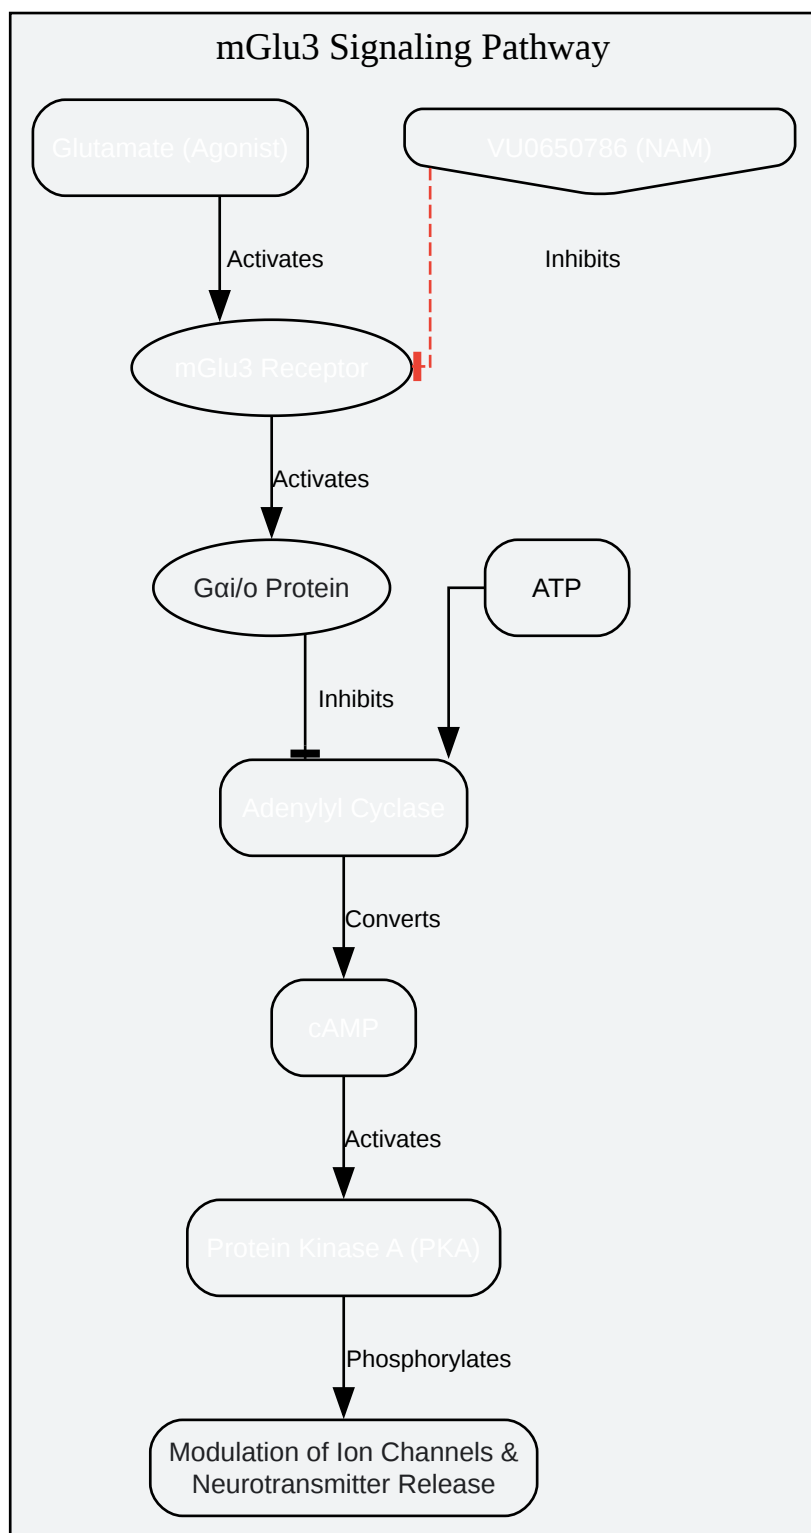 mGlu3 Signaling Pathway
Glutamate (Agonist)
VU0650786 (NAM)
Activates
Inhibits
mGlu3 Receptor
Activates
Gαi/o Protein
ATP
Inhibits
Adenylyl Cyclase
Converts
cAMP
Activates
Protein Kinase A (PKA)
Phosphorylates
Modulation of Ion Channels &
Neurotransmitter Release